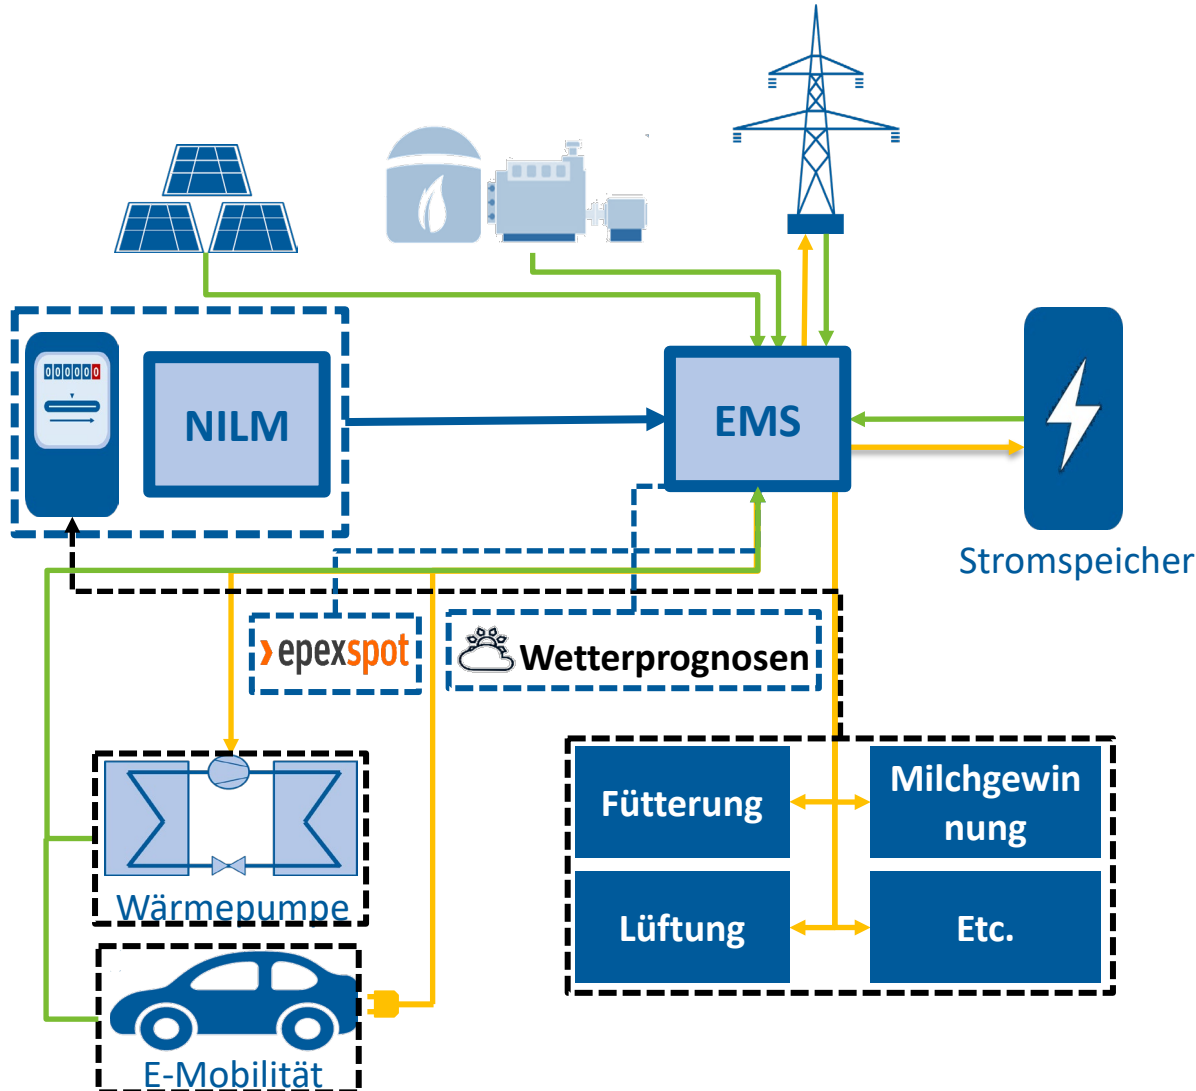 000000
NILM
EMS
Stromspeicher
epexspot
Wetterprognosen
Fütterung
Milchgewin
nung
Wärmepumpe
Lüftung
Etc.
E-Mobilität